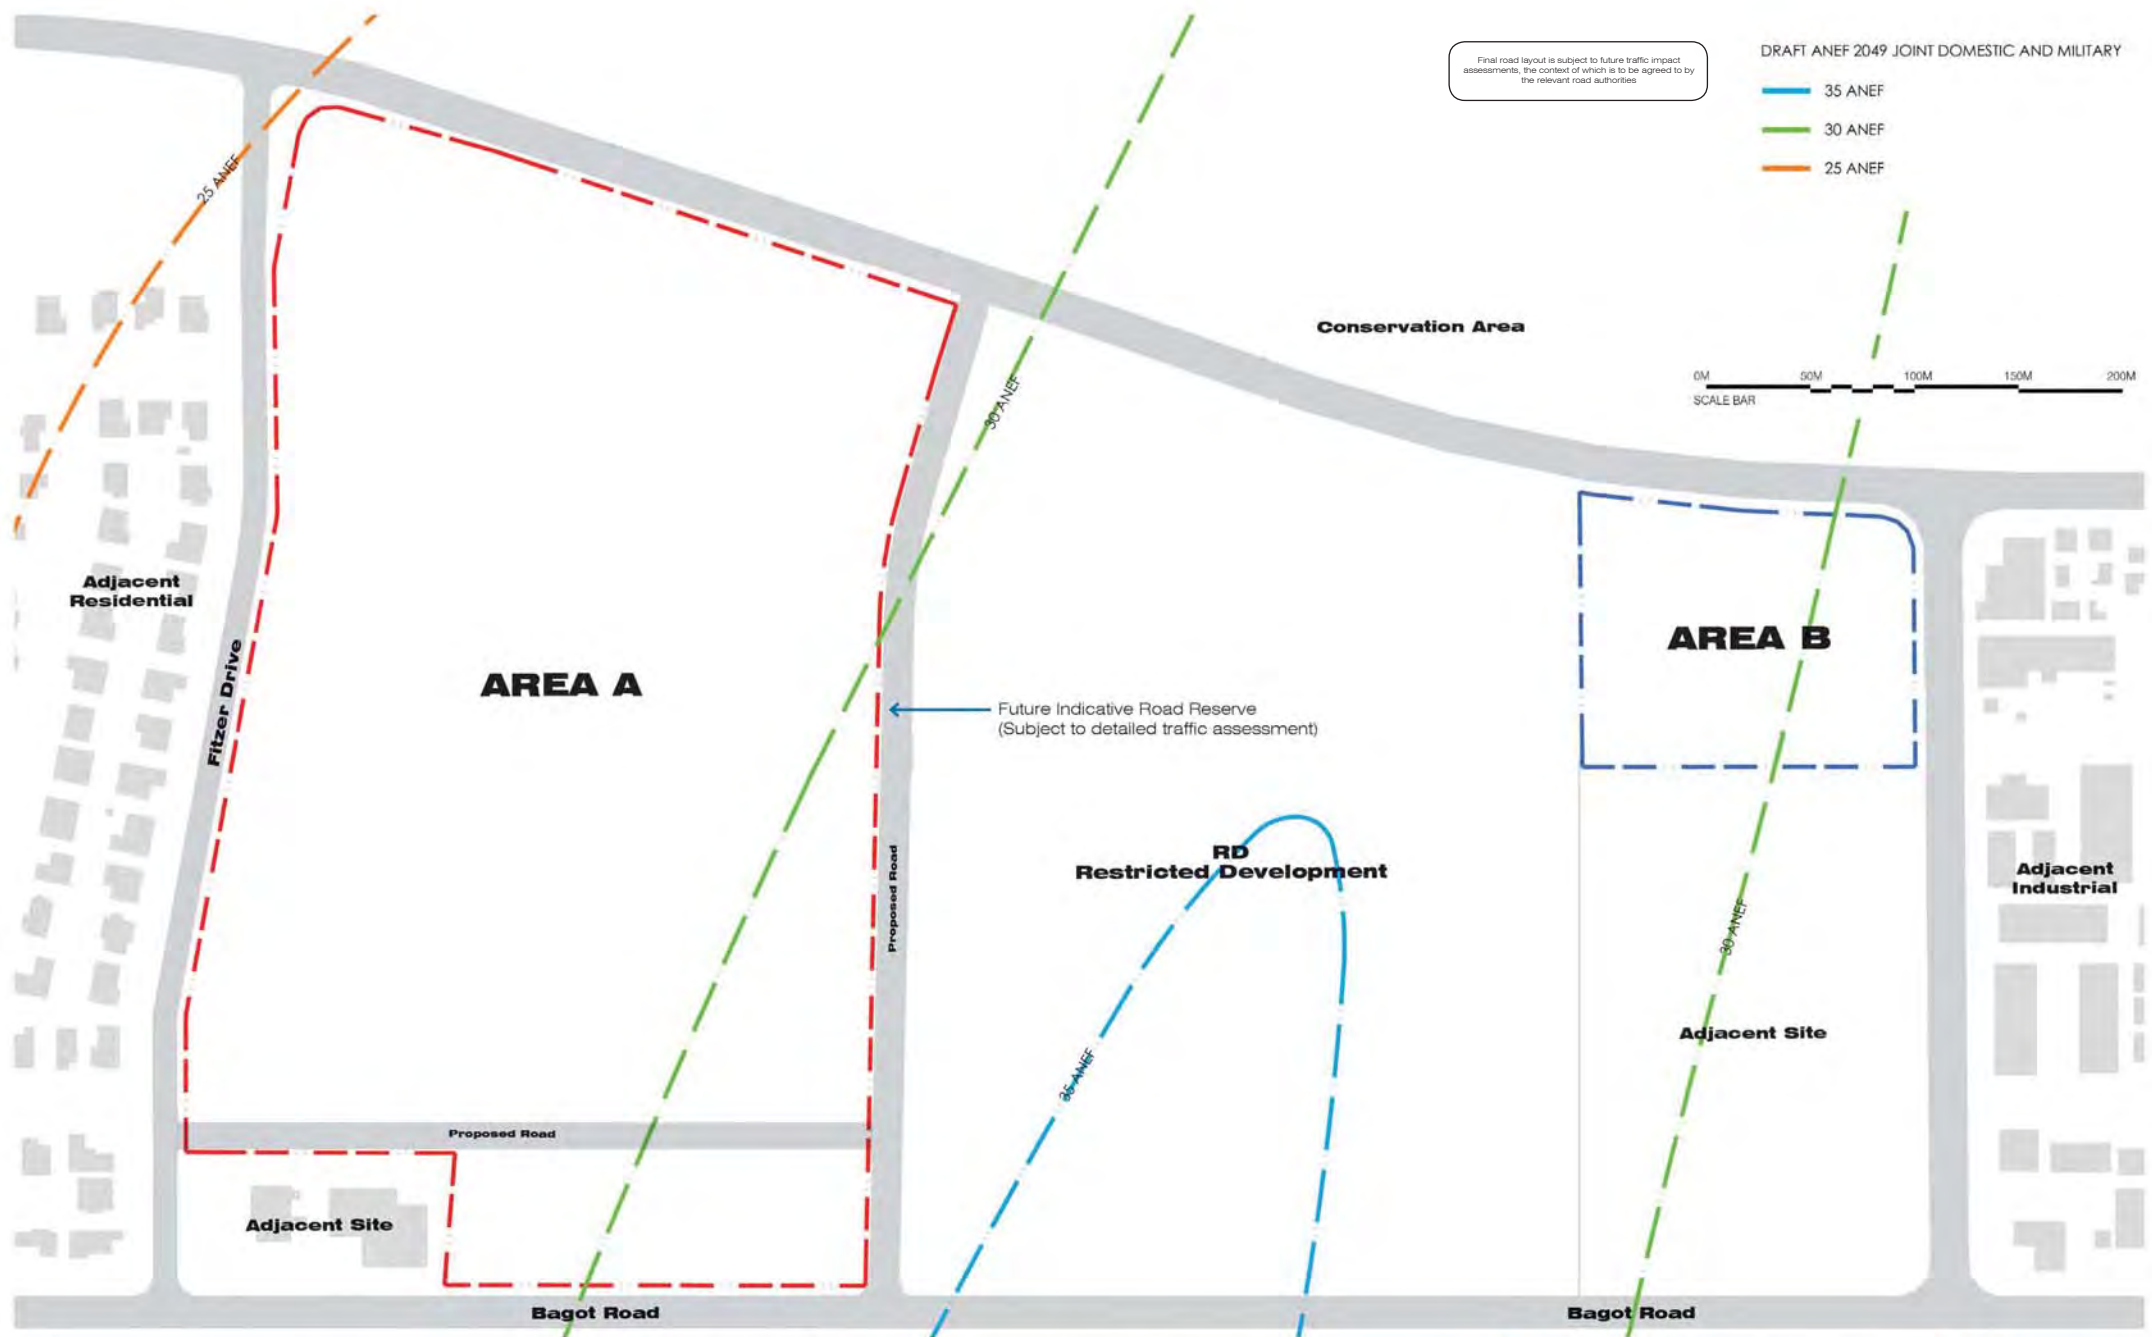 Final road layout is subject to future traffic impact
assessments, the context of which is to be agreed to by
the relevant road authorities
DRAFT ANEF 2049 JOINT DOMESTIC AND MILITARY
35 ANEF
30 ANEF
25 ANEF
25 ANEF
Conservation Area
0M 50M 100M 150M 200M
SCALE BAR
30 ANEF
Adjacent
Residential
Fitzer Drive
AREA A
AREA B
Future Indicative Road Reserve
(Subject to detailed traffic assessment)
Proposed Road
RD
Restricted Development
Adjacent
Industrial
30 ANEF
35 ANEF
Adjacent Site
Proposed Road
Adjacent Site
Bagot Road
Bagot Road